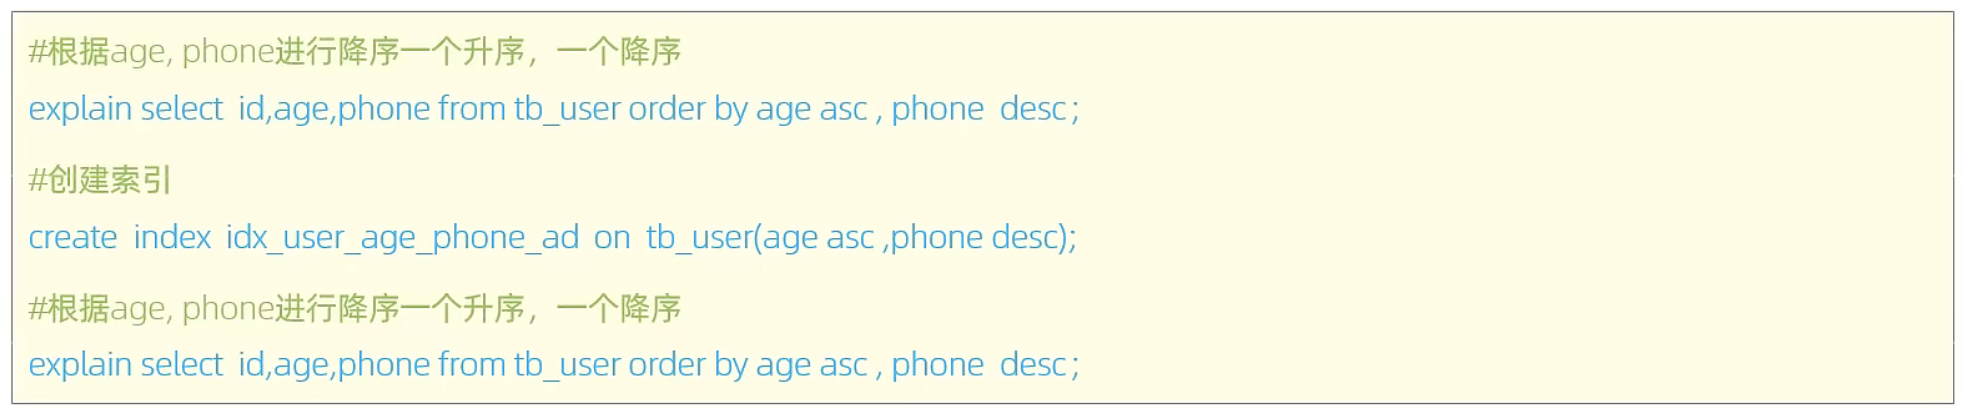 #根据age, phone进行降序一个升序，一个降序
explain select  id,age,phone from tb_user order by age asc , phone  desc ;
#创建索引
create  index  idx_user_age_phone_ad  on  tb_user(age asc ,phone desc);
#根据age, phone进行降序一个升序，一个降序
explain select  id,age,phone from tb_user order by age asc , phone  desc ;